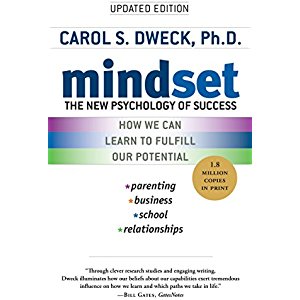 UPDATED EDITION
CAROL S. DWECK, Ph.D.
mindset
THE NEW PSYCHOLOGY OF SUCCESS
HOW WE CAN
LEARN TO FULFILL
OUR POTENTIAL
1.8
MILLION
COPIES
IN PRINT
*parenting
*business
*school
*relationships
"Through clever research studies and engaging writing,
Dweck illuminates how our beliefs about our capabilities exert tremendous
influence on how we learn and which paths we take in life."
—BILL GATES, GatesNotes